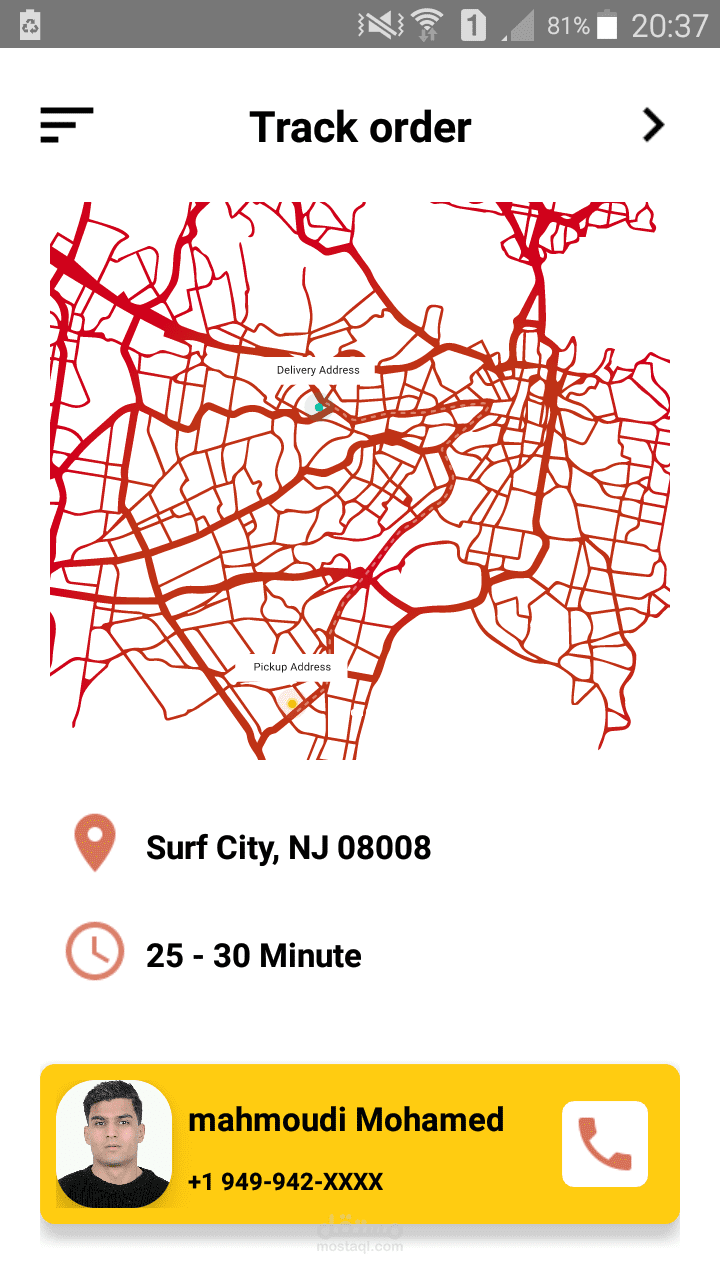 1 81% 20:37
Track order
Delivery Address
Pickup Address
Surf City, NJ 08008
25 - 30 Minute
mahmoudi Mohamed
+1 949-942-XXXX
مستقل
mostaql.com